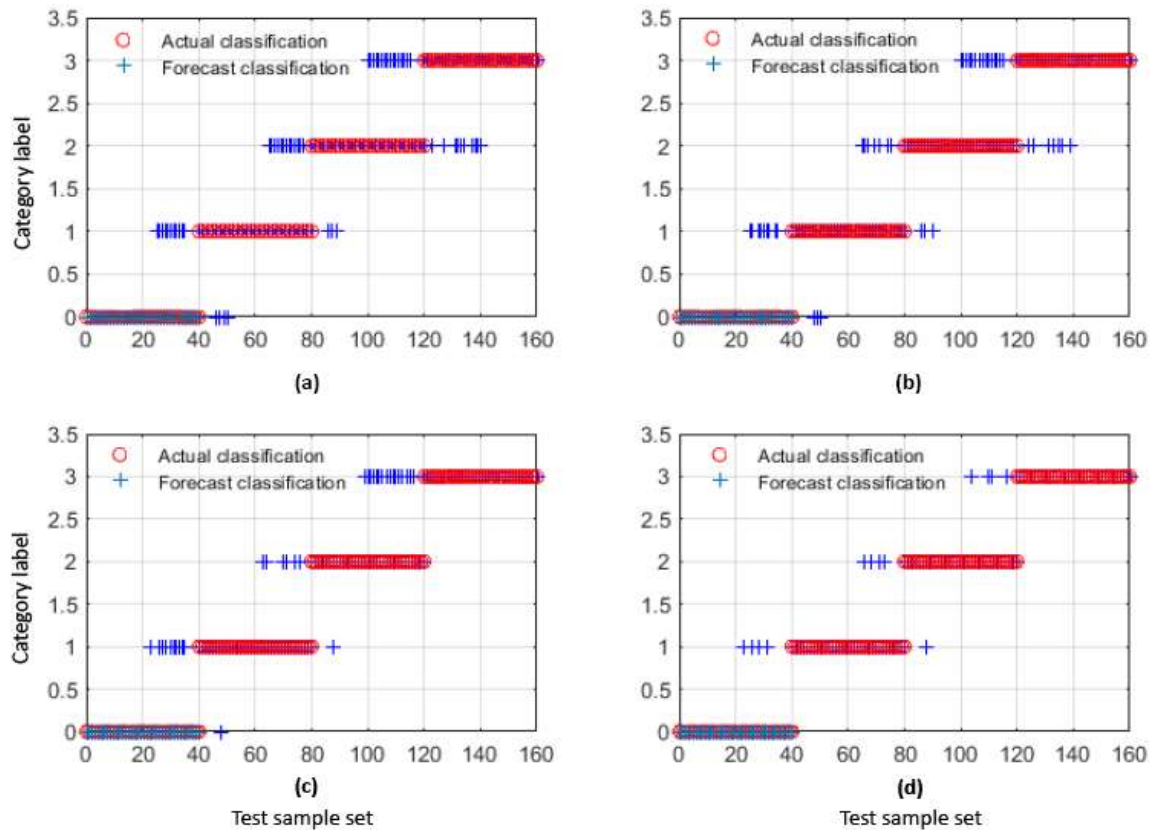 3.5
Actual classification
Forecast classification
3
2.5
2
1.5
1
0.5
0
Category label
0 20 40 60 80 100 120 140 160
(a)
3.5
Actual classification
Forecast classification
3
2.5
2
1.5
1
0.5
0
0 20 40 60 80 100 120 140 160
(b)
3.5
Actual classification
Forecast classification
3
2.5
2
1.5
1
0.5
0
Category label
0 20 40 60 80 100 120 140 160
(c)
Test sample set
3.5
Actual classification
Forecast classification
3
2.5
2
1.5
1
0.5
0
0 20 40 60 80 100 120 140 160
(d)
Test sample set